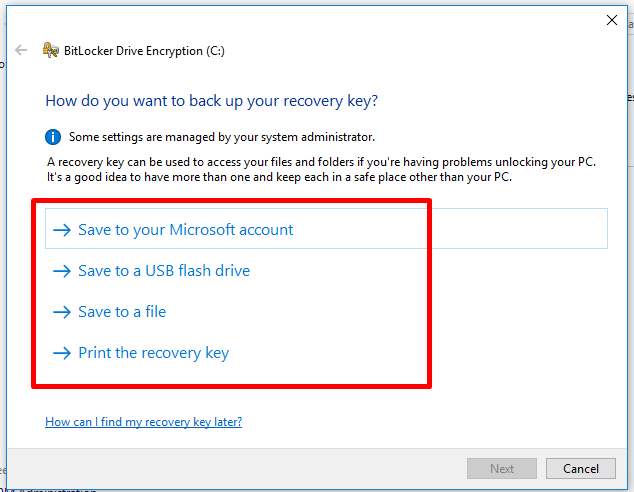 BitLocker Drive Encryption (C:)
How do you want to back up your recovery key?
Some settings are managed by your system administrator.
A recovery key can be used to access your files and folders if you're having problems unlocking your PC.
It's a good idea to have more than one and keep each in a safe place other than your PC.
Save to your Microsoft account
Save to a USB flash drive
Save to a file
Print the recovery key
How can I find my recovery key later?
Next
Cancel